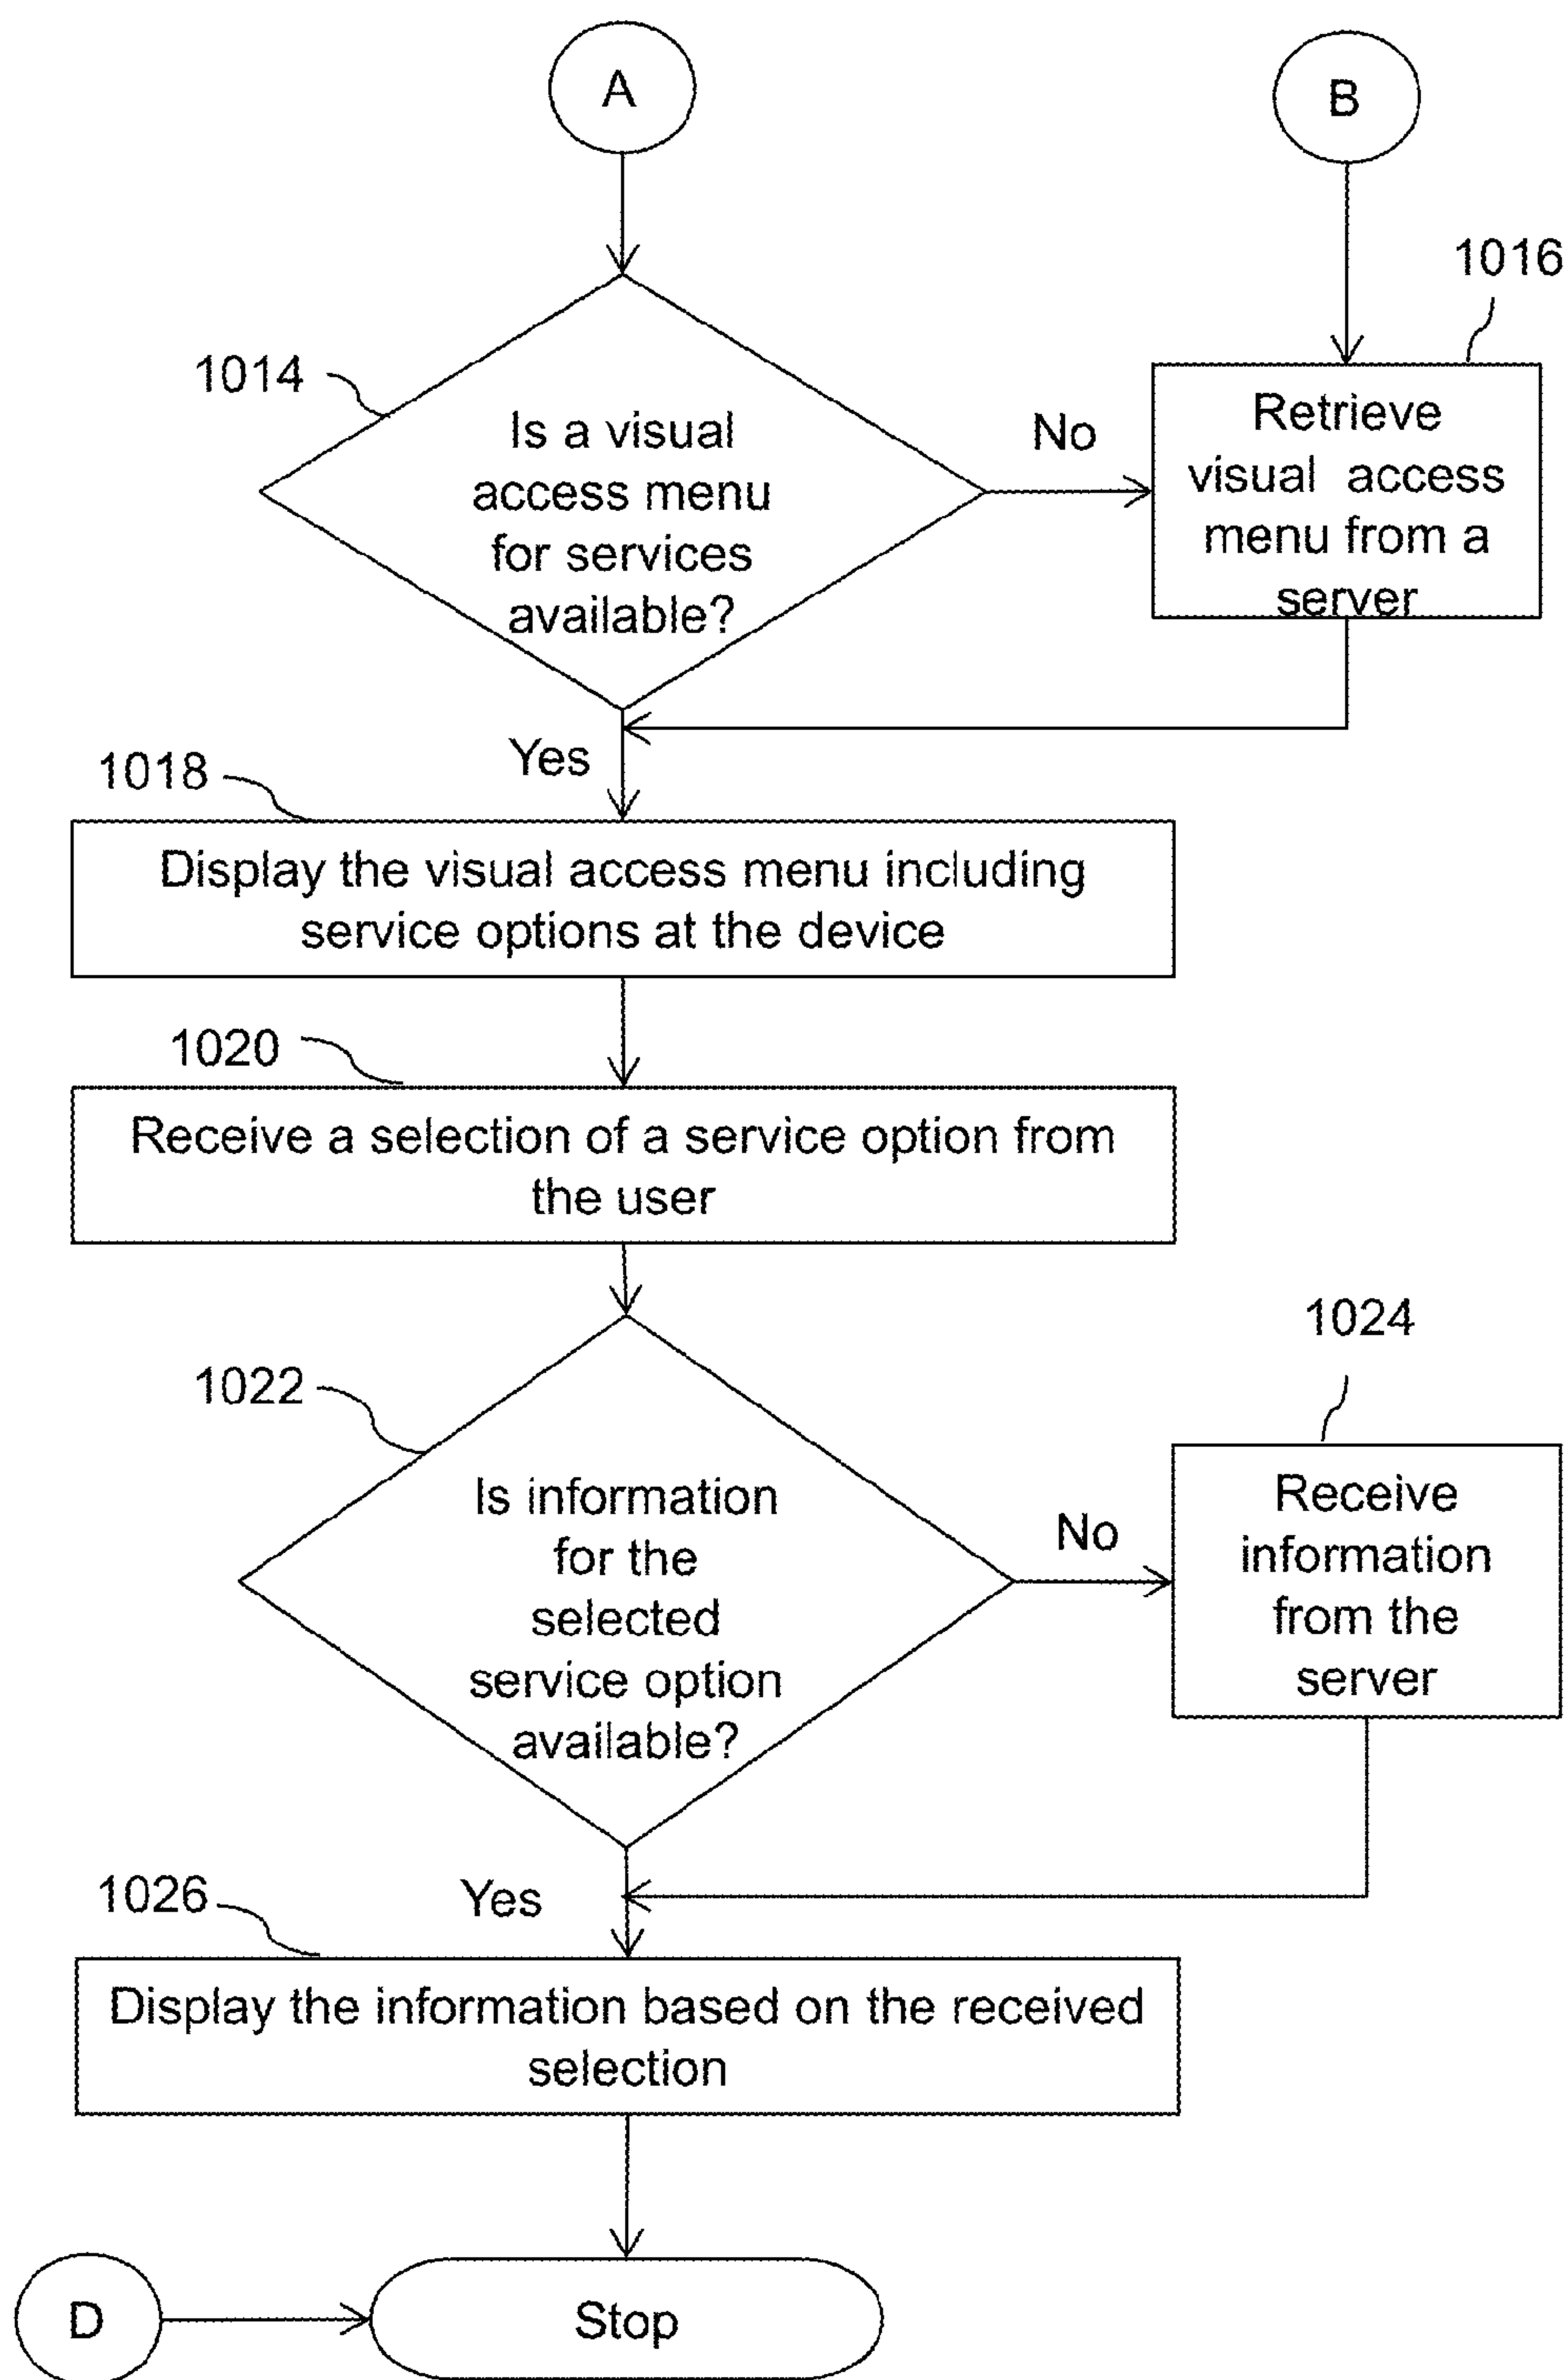 A
B
1016
1014
Is a visual
access menu
for services
available?
No
Retrieve
visual access
menu from a
server
Yes
1018
Display the visual access menu including
service options at the device
1020
Receive a selection of a service option from
the user
1024
1022
Is information
for the
selected
service option
available?
No
Receive
information
from the
server
1026
Yes
Display the information based on the received
selection
D
Stop